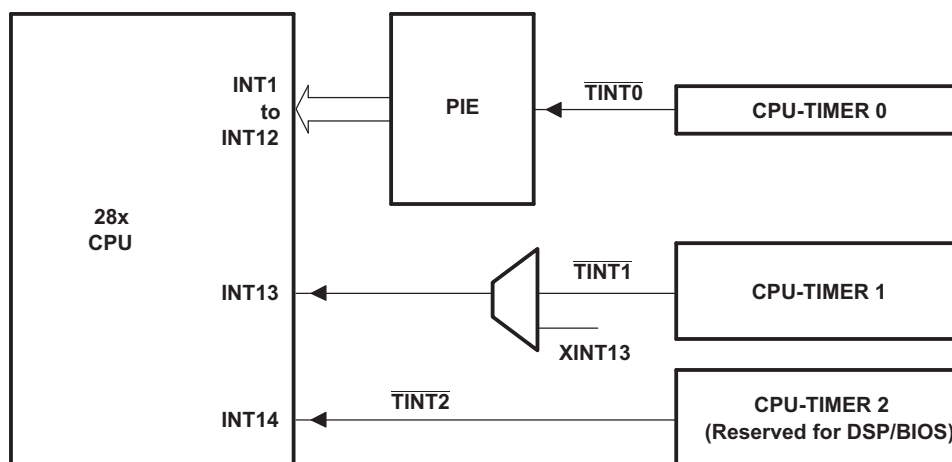 INT1
to
INT12
PIE
TINT0
CPU-TIMER 0
28x
CPU
INT13
TINT1
CPU-TIMER 1
XINT13
INT14
TINT2
CPU-TIMER 2
(Reserved for DSP/BIOS)